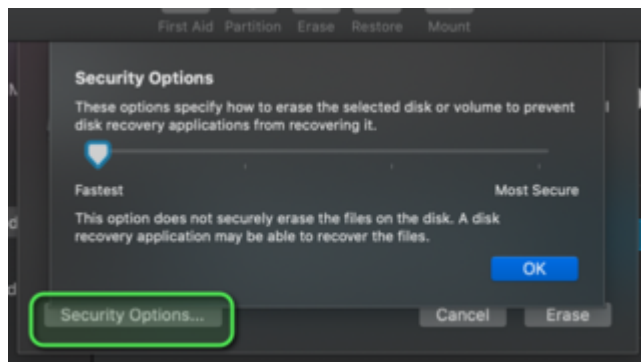 First Aid Partition Erase Restore Mount
Security Options
These options specify how to erase the selected disk or volume to prevent
disk recovery applications from recovering it.
Fastest Most Secure
This option does not securely erase the files on the disk. A disk
recovery application may be able to recover the files.
OK
Security Options... Cancel Erase